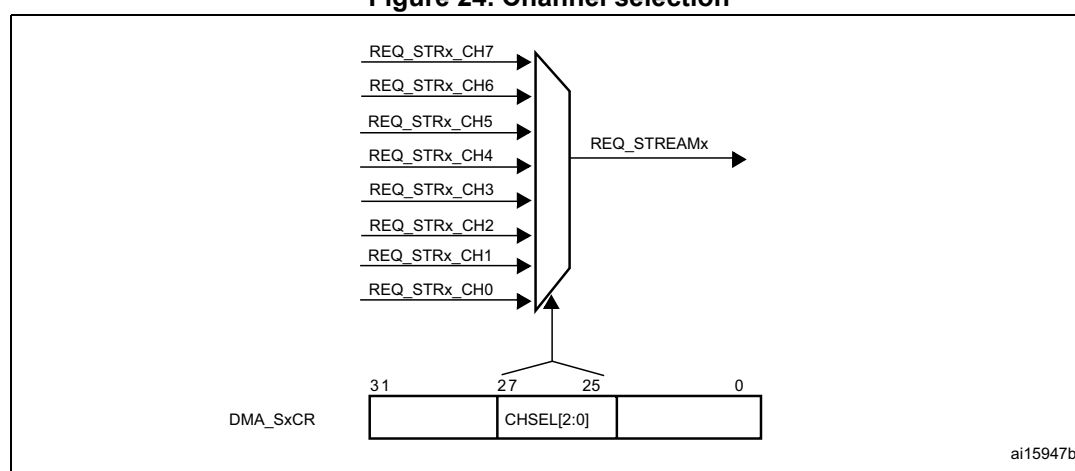 Figure 24. Channel selection
REQ_STRx_CH7
REQ_STRx_CH6
REQ_STRx_CH5
REQ_STRx_CH4
REQ_STREAMx
REQ_STRx_CH3
REQ_STRx_CH2
REQ_STRx_CH1
REQ_STRx_CH0
31 27 25 0
DMA_SxCR CHSEL[2:0]
ai15947b